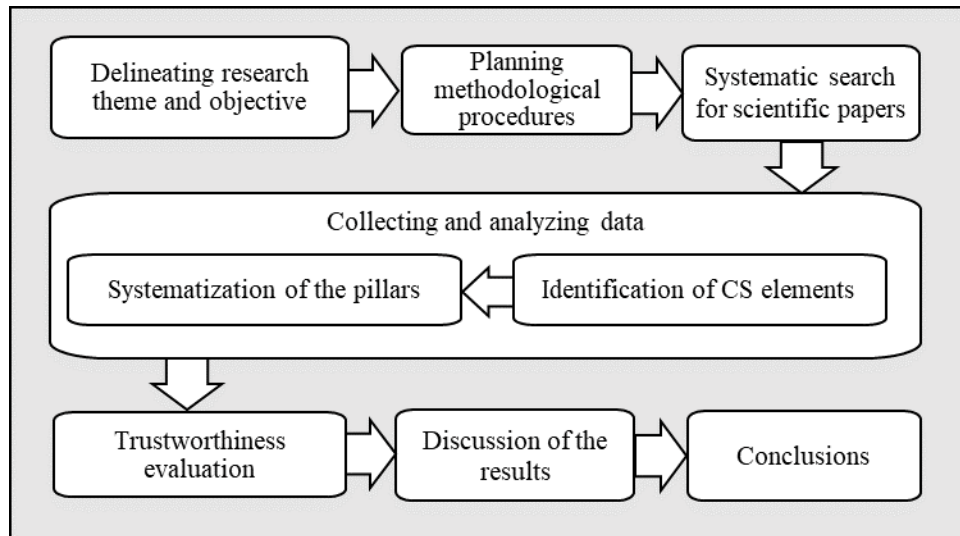 Delineating research
theme and objective
Planning
methodological
procedures
Systematic search
for scientific papers
Collecting and analyzing data
Identification of CS elements
Systematization of the pillars
Trustworthiness
evaluation
Discussion of the
results
Conclusions